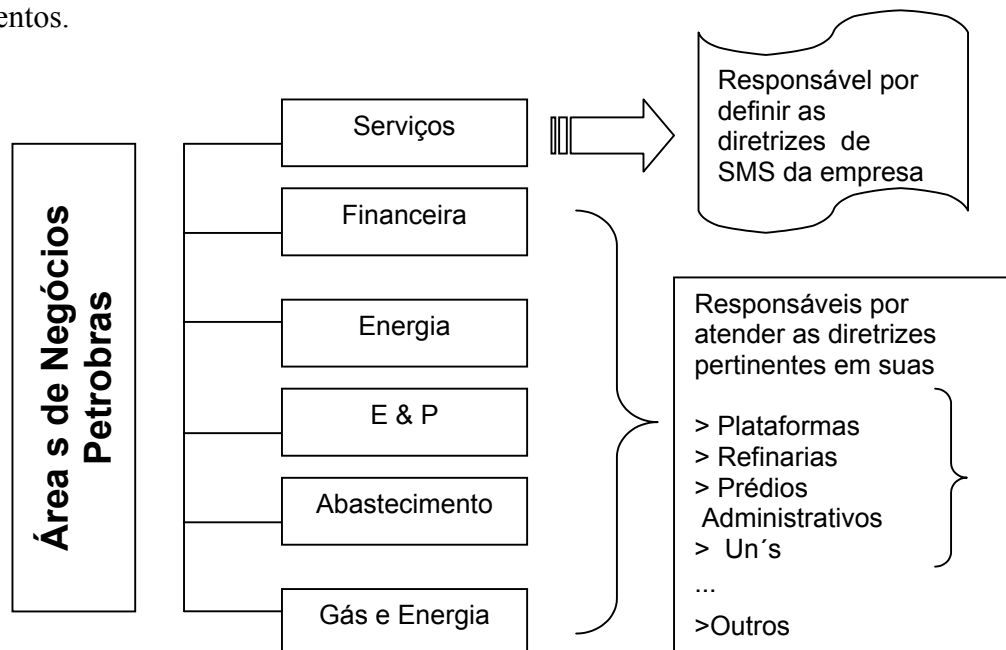 entos.
Área s de Negócios
Petrobras
Serviços
Financeira
Energia
E & P
Abastecimento
Gás e Energia
Responsável por
definir as
diretrizes de
SMS da empresa
Responsáveis por
atender as diretrizes
pertinentes em suas
> Plataformas
> Refinarias
> Prédios
Administrativos
> Un´s
...
>Outros